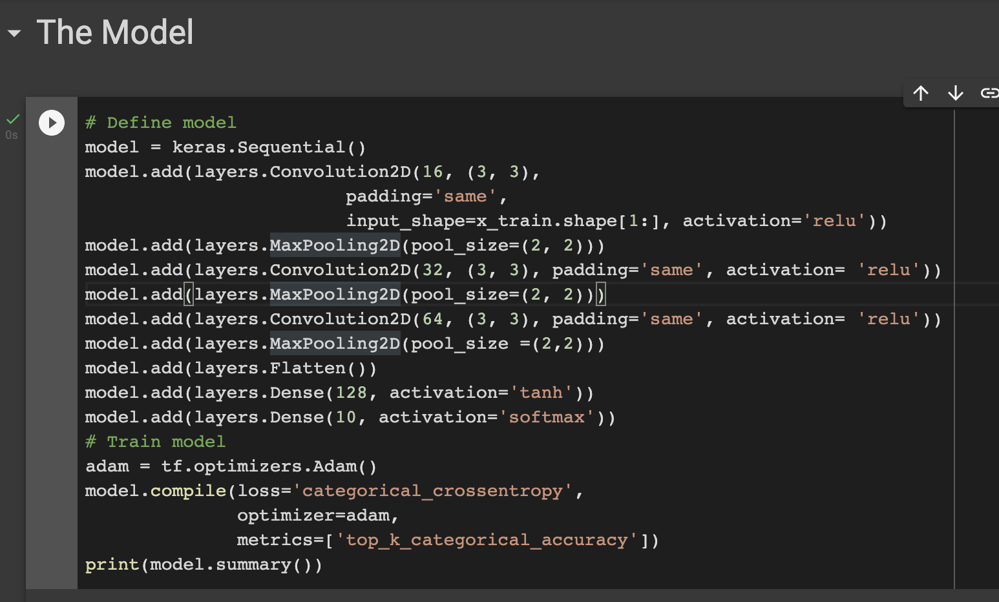 The Model
0s
# Define model
model = keras.Sequential()
model.add(layers.Convolution2D(16, (3, 3),
                        padding='same',
                        input_shape=x_train.shape[1:], activation='relu'))
model.add(layers.MaxPooling2D(pool_size=(2, 2)))
model.add(layers.Convolution2D(32, (3, 3), padding='same', activation= 'relu'))
model.add(layers.MaxPooling2D(pool_size=(2, 2)))
model.add(layers.Convolution2D(64, (3, 3), padding='same', activation= 'relu'))
model.add(layers.MaxPooling2D(pool_size =(2,2)))
model.add(layers.Flatten())
model.add(layers.Dense(128, activation='tanh'))
model.add(layers.Dense(10, activation='softmax'))
# Train model
adam = tf.optimizers.Adam()
model.compile(loss='categorical_crossentropy',
              optimizer=adam,
              metrics=['top_k_categorical_accuracy'])
print(model.summary())